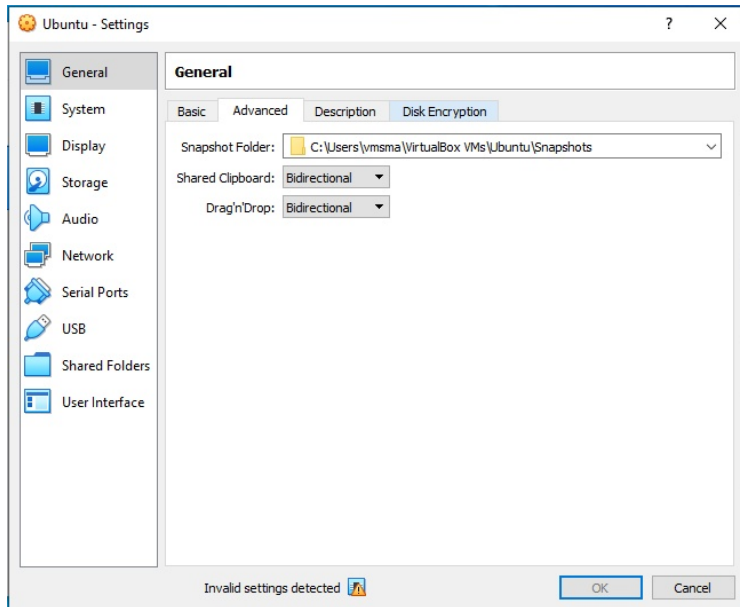 Ubuntu - Settings
?
General
System
Display
Storage
Audio
Network
Serial Ports
USB
Shared Folders
User Interface
General
Basic Advanced Description Disk Encryption
Snapshot Folder: C:\Users\vmsma\VirtualBox VMs\Ubuntu\Snapshots
Shared Clipboard: Bidirectional
Drag'n'Drop: Bidirectional
Invalid settings detected OK Cancel